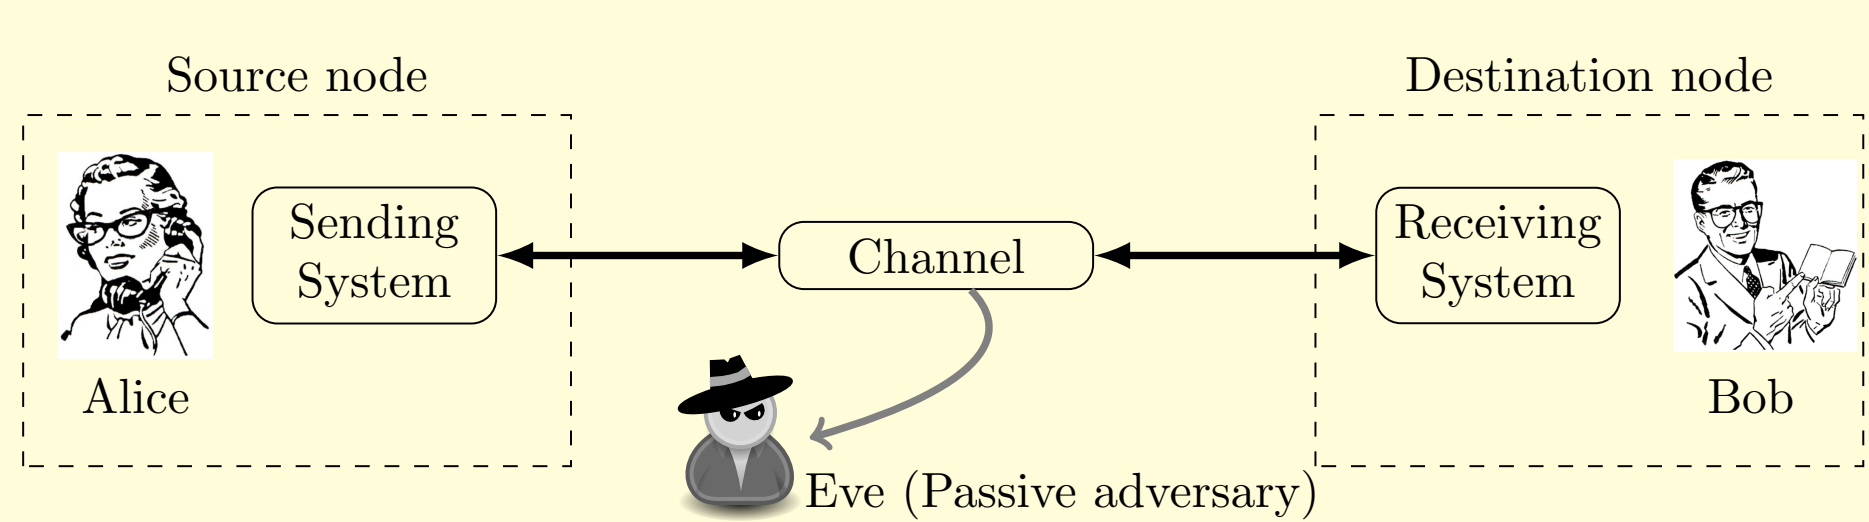 Source node
Destination node
Sending
System
Channel
Receiving
System
Alice
Bob
Eve (Passive adversary)